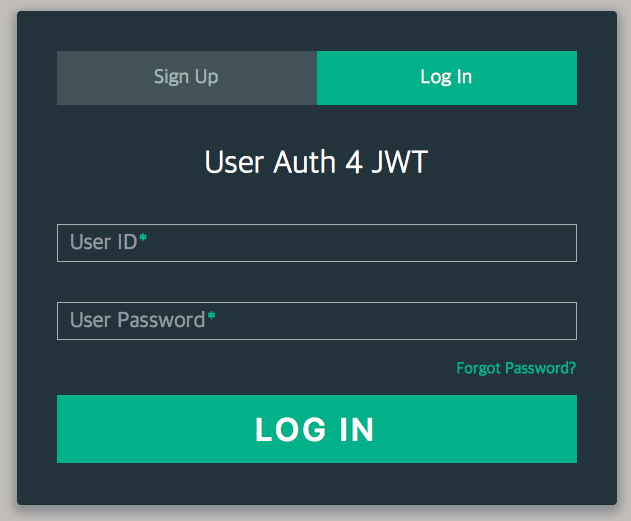 Sign Up
Log In
User Auth 4 JWT
User ID*
User Password*
Forgot Password?
LOG IN